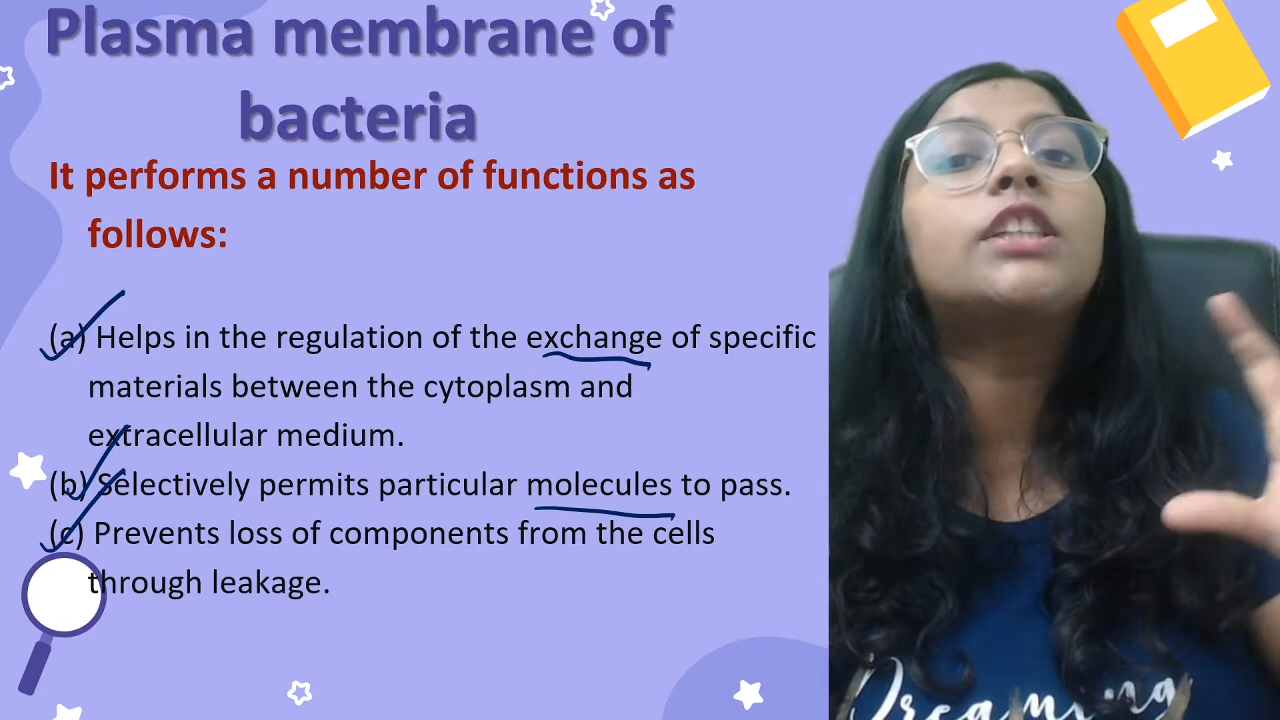 Plasma membrane of
bacteria
It performs a number of functions as
follows:
(a) Helps in the regulation of the exchange of specific
materials between the cytoplasm and
extracellular medium.
(b) Selectively permits particular molecules to pass.
(c) Prevents loss of components from the cells
through leakage.
Dreaming